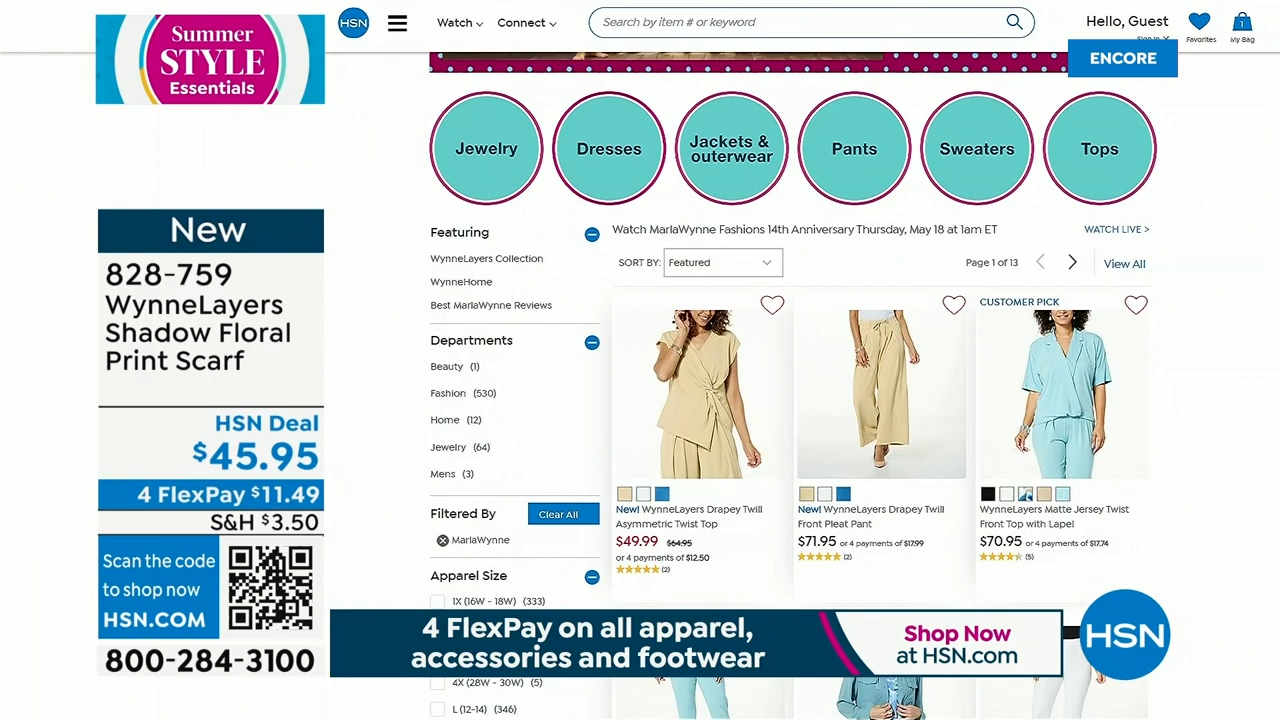 Summer
STYLE
Essentials
HSN
Watch
Connect
Search by item # or keyword
Hello, Guest
Sign In
Favorites
1
My Bag
ENCORE
Jewelry
Dresses
Jackets &
outerwear
Pants
Sweaters
Tops
New
828-759
WynneLayers
Shadow Floral
Print Scarf
HSN Deal
$45.95
4 FlexPay $11.49
S&H $3.50
Scan the code
to shop now
HSN.COM
800-284-3100
Featuring
WynneLayers Collection
WynneHome
Best MarlaWynne Reviews
Departments
Beauty (1)
Fashion (530)
Home (12)
Jewelry (64)
Mens (3)
Filtered By
Clear All
MarlaWynne
Apparel Size
1X (16W - 18W) (333)
4X (28W - 30W) (5)
L (12-14) (346)
Watch MarlaWynne Fashions 14th Anniversary Thursday, May 18 at 1am ET
WATCH LIVE >
SORT BY: Featured
Page 1 of 13
View All
New! WynneLayers Drapey Twill
Asymmetric Twist Top
$49.99 $64.95
or 4 payments of $12.50
(2)
New! WynneLayers Drapey Twill
Front Pleat Pant
$71.95 or 4 payments of $17.99
(2)
CUSTOMER PICK
WynneLayers Matte Jersey Twist
Front Top with Lapel
$70.95 or 4 payments of $17.74
(5)
4 FlexPay on all apparel,
accessories and footwear
Shop Now
at HSN.com
HSN